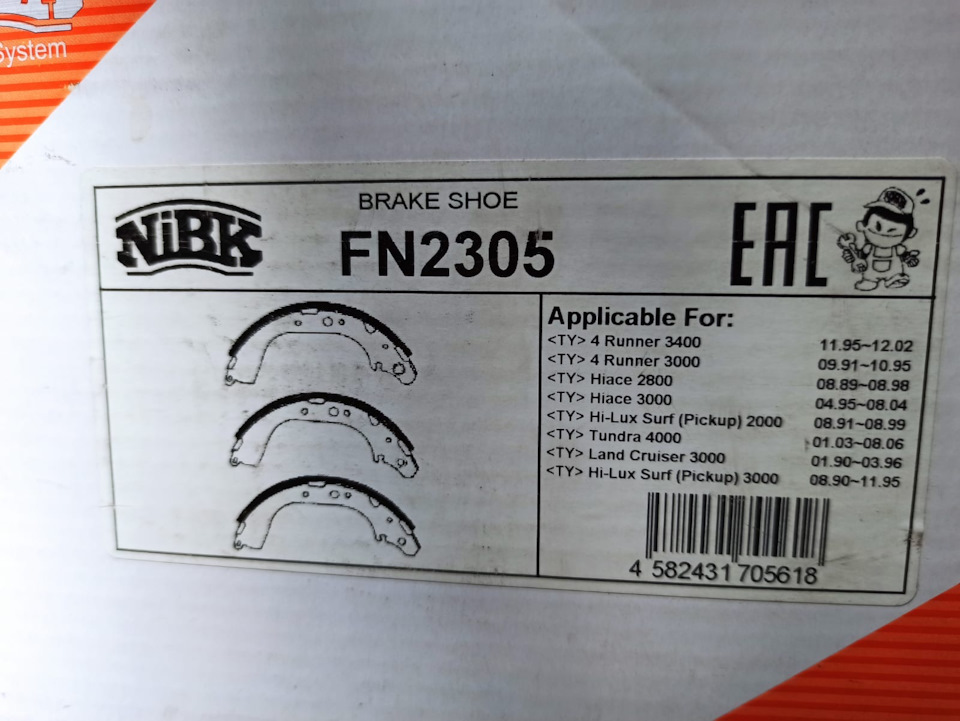 System
NiBK
BRAKE SHOE
FN2305
EAC
Applicable For:
<TY> 4 Runner 3400 11.95~12.02
<TY> 4 Runner 3000 09.91~10.95
<TY> Hiace 2800 08.89~08.98
<TY> Hiace 3000 04.95~08.04
<TY> Hi-Lux Surf (Pickup) 2000 08.91~08.99
<TY> Tundra 4000 01.03~08.06
<TY> Land Cruiser 3000 01.90~03.96
<TY> Hi-Lux Surf (Pickup) 3000 08.90~11.95
4 582431 705618